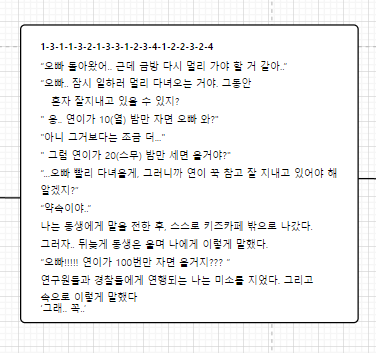 1-3-1-1-3-2-1-3-3-1-2-3-4-1-2-2-3-2-4
"오빠 돌아왔어.. 근데 금방 다시 멀리 가야 할 거 같아.."
"오빠.. 잠시 일하러 멀리 다녀오는 거야. 그동안
혼자 잘지내고 있을 수 있지?
" 응.. 연이가 10(열) 밤만 자면 오빠 와?"
"아니 그거보다는 조금 더..."
" 그럼 연이가 20(스무) 밤만 세면 올거야?"
"...오빠 빨리 다녀올게, 그러니까 연이 꾹 참고 잘 지내고 있어야 해
알겠지?"
"약속이야.."
나는 동생에게 말을 전한 후, 스스로 키즈카페 밖으로 나갔다.
그러자.. 뒤늦게 동생은 울며 나에게 이렇게 말했다.
"오빠!!!!! 연이가 100번만 자면 올거지??? "
연구원들과 경찰들에게 연행되는 나는 미소를 지었다. 그리고
속으로 이렇게 말했다
'그래.. 꼭..'